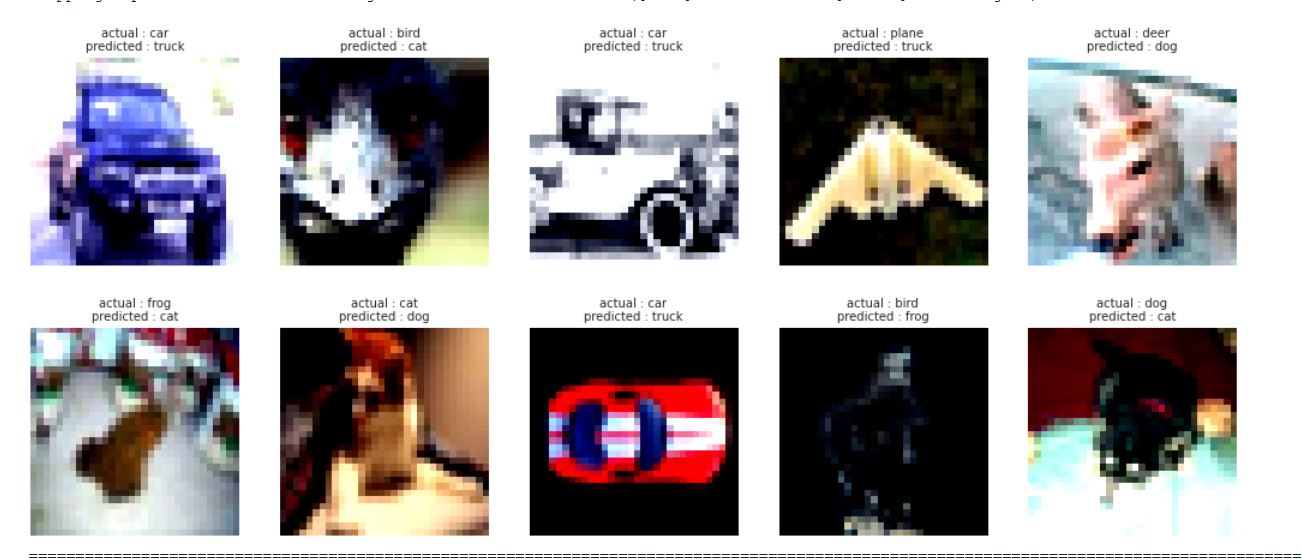 actual : car
predicted : truck
actual : bird
predicted : cat
actual : car
predicted : truck
actual : plane
predicted : truck
actual : deer
predicted : dog
actual : frog
predicted : cat
actual : cat
predicted : dog
actual : car
predicted : truck
actual : bird
predicted : frog
actual : dog
predicted : cat